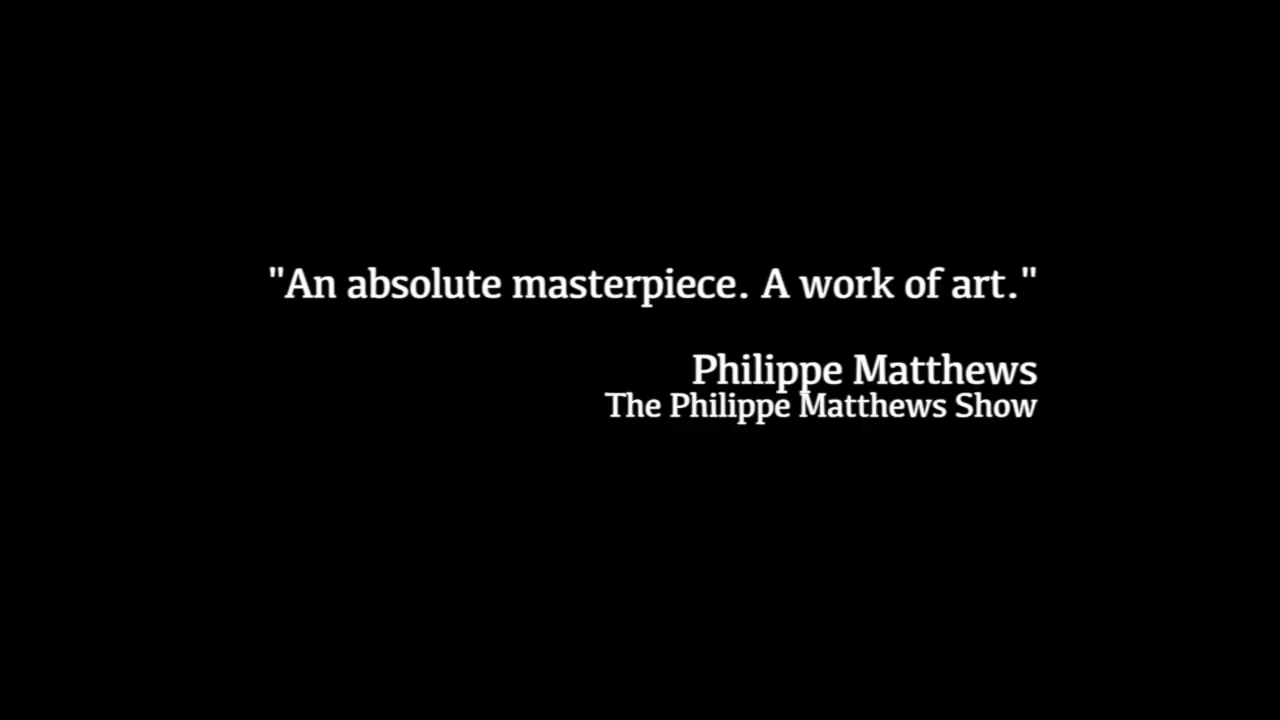 "An absolute masterpiece. A work of art."
Philippe Matthews
The Philippe Matthews Show